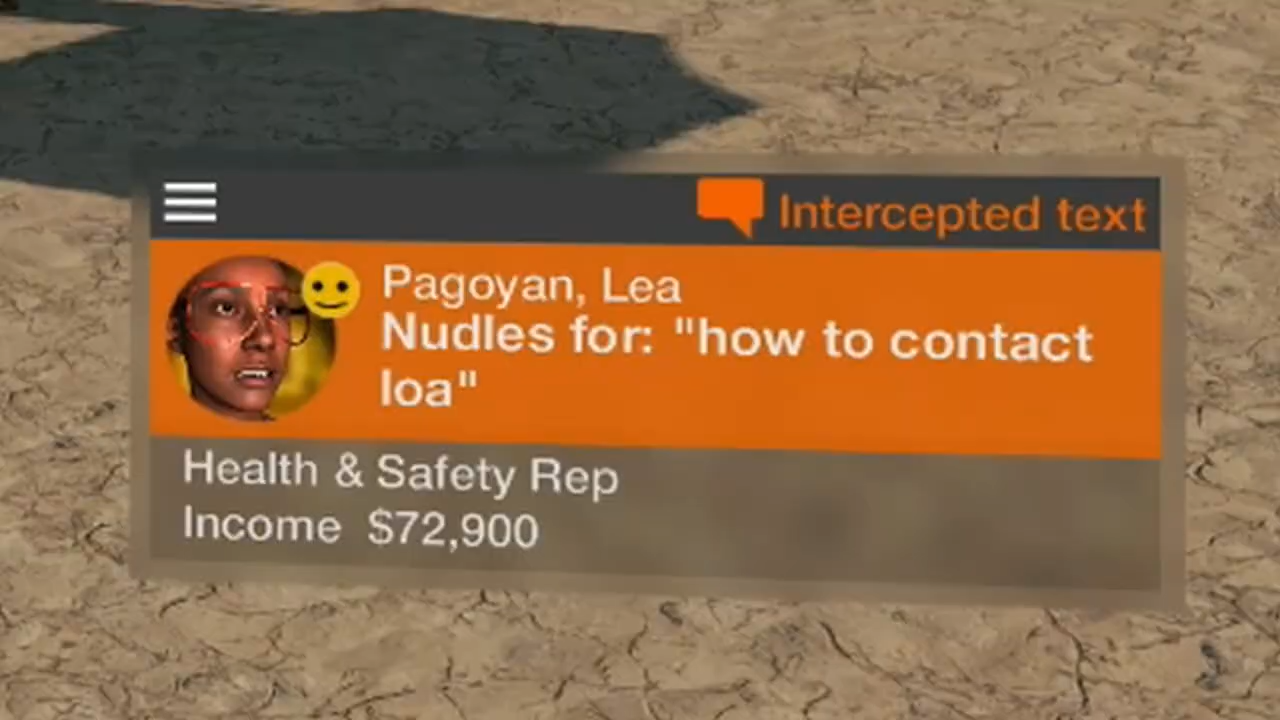 Intercepted text
Pagoyan, Lea
Nudles for: "how to contact
loa"
Health & Safety Rep
Income $72,900